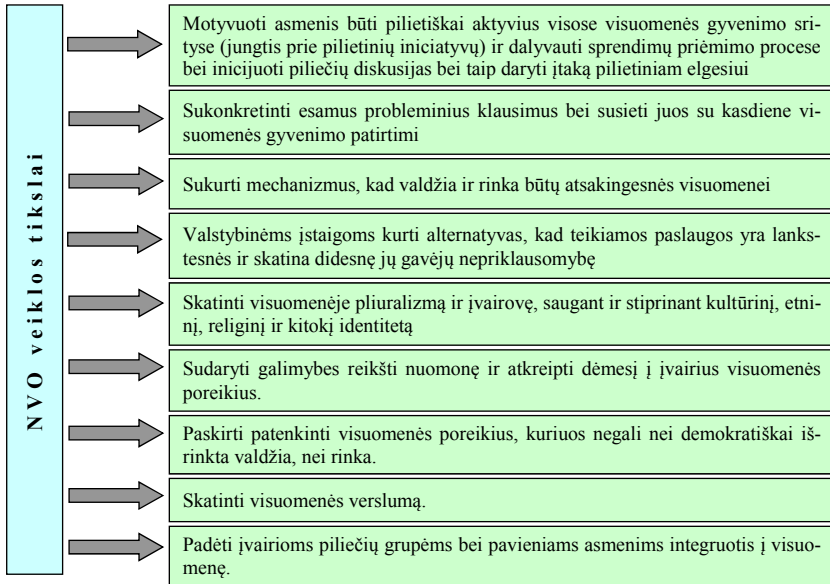 NVO veiklos tikslai
Motyvuoti asmenis būti pilietiškai aktyvius visose visuomenės gyvenimo sri-
tyse (jungtis prie pilietinių iniciatyvų) ir dalyvauti sprendimų priėmimo procese
bei inicijuoti piliečių diskusijas bei taip daryti įtaką pilietiniam elgesiui
Sukonkretinti esamus probleminius klausimus bei susieti juos su kasdiene vi-
suomenės gyvenimo patirtimi
Sukurti mechanizmus, kad valdžia ir rinka būtų atsakingesnės visuomenei
Valstybinėms įstaigoms kurti alternatyvas, kad teikiamos paslaugos yra lanks-
tesnės ir skatina didesnę jų gavėjų nepriklausomybę
Skatinti visuomenėje pliuralizmą ir įvairovę, saugant ir stiprinant kultūrinį, etni-
nį, religinį ir kitokį identitetą
Sudaryti galimybes reikšti nuomonę ir atkreipti dėmesį į įvairius visuomenės
poreikius.
Paskirti patenkinti visuomenės poreikius, kuriuos negali nei demokratiškai iš-
rinkta valdžia, nei rinka.
Skatinti visuomenės verslumą.
Padėti įvairioms piliečių grupėms bei pavieniams asmenims integruotis į visuo-
menę.